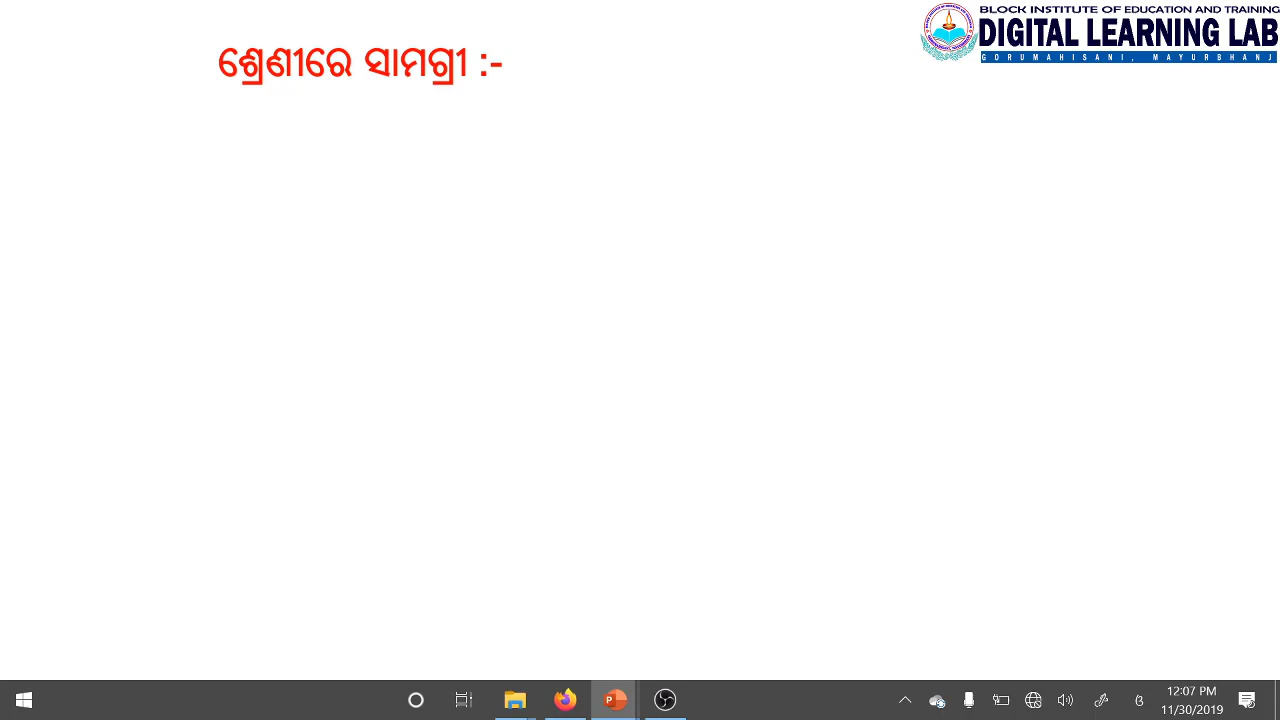 ଶ୍ରେଣୀରେ ସାମଗ୍ରୀ :-
BLOCK INSTITUTE OF EDUCATION AND TRAINING
DIGITAL LEARNING LAB
GORUMAHISANI, MAYURBHANJ
12:07 PM
11/30/2019